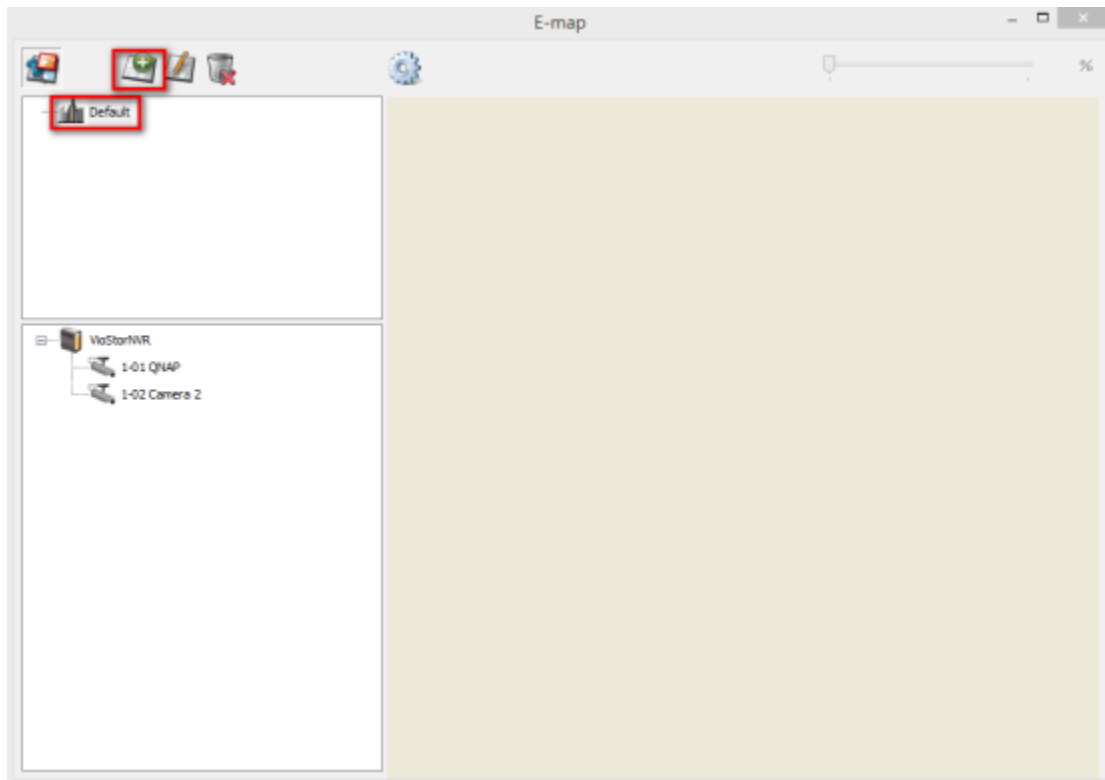 E-map
%
Default
VioStorNVR
1-01 QNAP
1-02 Camera 2